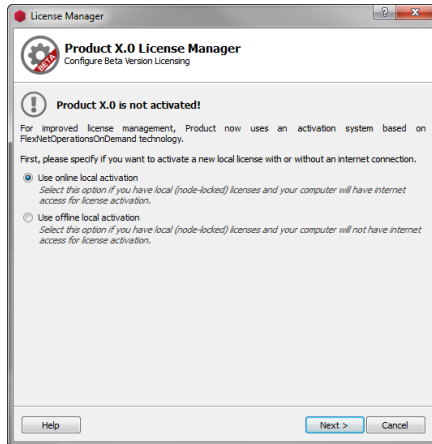 License Manager
?
Product X.0 License Manager
Configure Beta Version Licensing
BETA
Product X.0 is not activated!
For improved license management, Product now uses an activation system based on
FlexNetOperationsOnDemand technology.
First, please specify if you want to activate a new local license with or without an internet connection.
Use online local activation
Select this option if you have local (node-locked) licenses and your computer will have internet
access for license activation.
Use offline local activation
Select this option if you have local (node-locked) licenses and your computer will not have internet
access for license activation.
Help
Next >
Cancel